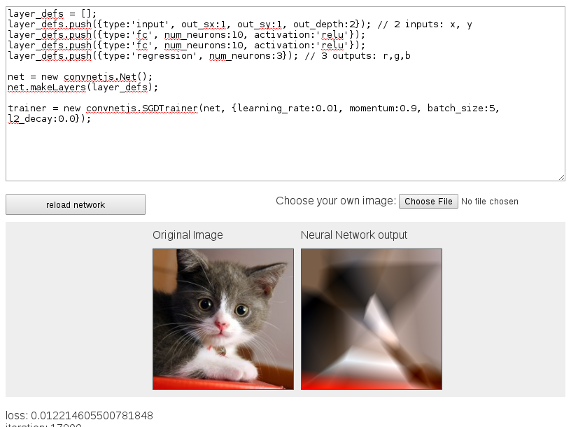 layer_defs = [];
layer_defs.push({type:'input', out_sx:1, out_sy:1, out_depth:2}); // 2 inputs: x, y
layer_defs.push({type:'fc', num_neurons:10, activation:'relu'});
layer_defs.push({type:'fc', num_neurons:10, activation:'relu'});
layer_defs.push({type:'regression', num_neurons:3}); // 3 outputs: r,g,b
net = new convnetjs.Net();
net.makeLayers(layer_defs);
trainer = new convnetjs.SGDTrainer(net, {learning_rate:0.01, momentum:0.9, batch_size:5,
l2_decay:0.0});
reload network
Choose your own image: Choose File No file chosen
Original Image
Neural Network output
loss: 0.012214605500781848